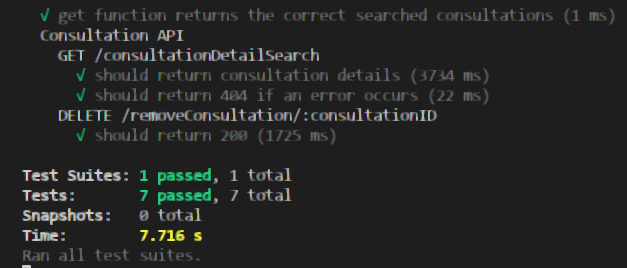 √ get function returns the correct searched consultations (1 ms)
Consultation API
GET /consultationDetailSearch
√ should return consultation details (3734 ms)
√ should return 404 if an error occurs (22 ms)
DELETE /removeConsultation/:consultationID
√ should return 200 (1725 ms)
Test Suites: 1 passed, 1 total
Tests: 7 passed, 7 total
Snapshots: 0 total
Time: 7.716 s
Ran all test suites.